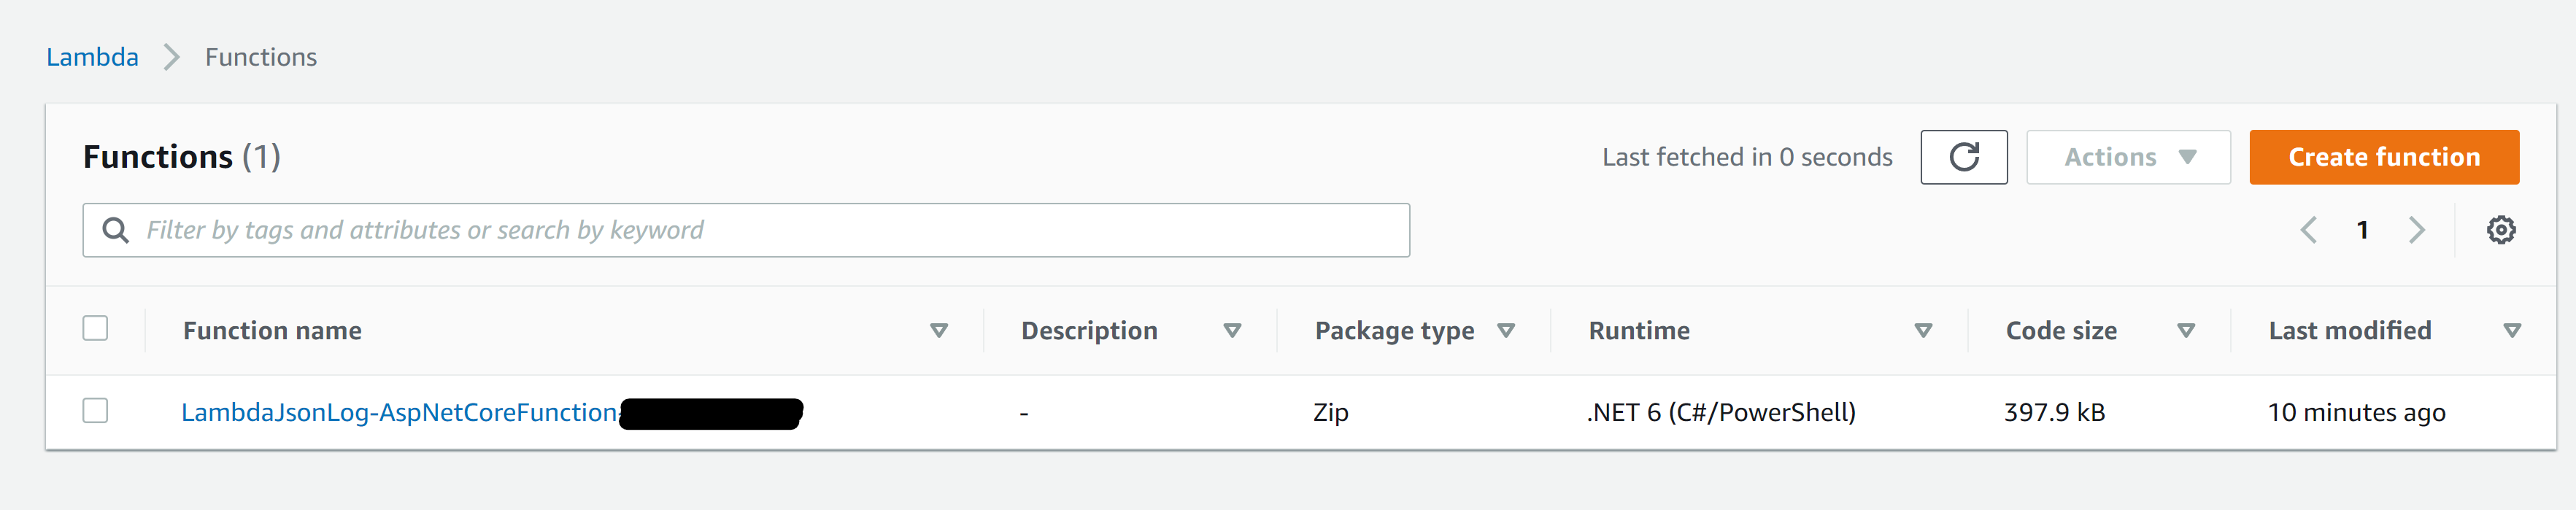 Lambda Functions
Functions (1) Last fetched in 0 seconds Actions Create function
Filter by tags and attributes or search by keyword 1
Function name Description Package type Runtime Code size Last modified
LambdaJsonLog-AspNetCoreFunction- - Zip .NET 6 (C#/PowerShell) 397.9 kB 10 minutes ago